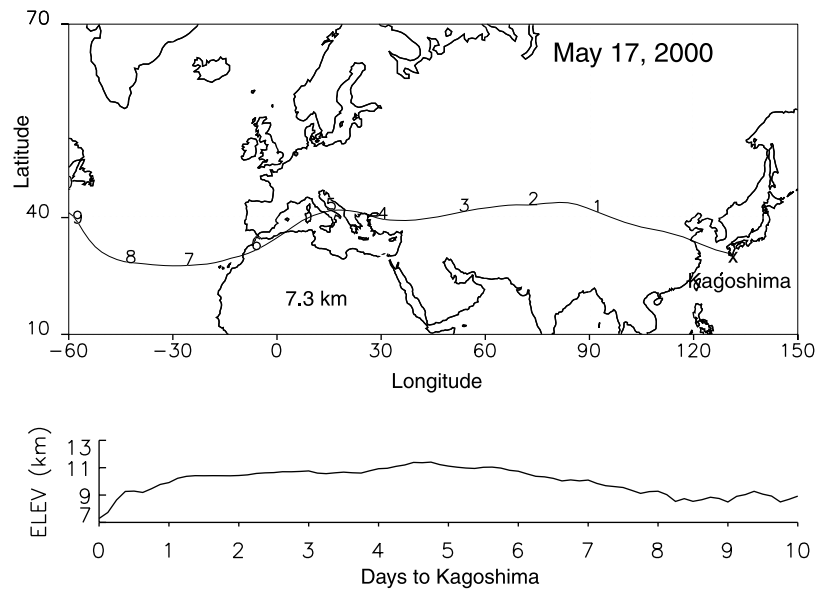 70
May 17, 2000
Latitude
40
9 8 7 6 5 4 3 2 1
X
Kagoshima
7.3 km
10
−60 −30 0 30 60 90 120 150
Longitude
ELEV (km)
13
11
9
7
0 1 2 3 4 5 6 7 8 9 10
Days to Kagoshima